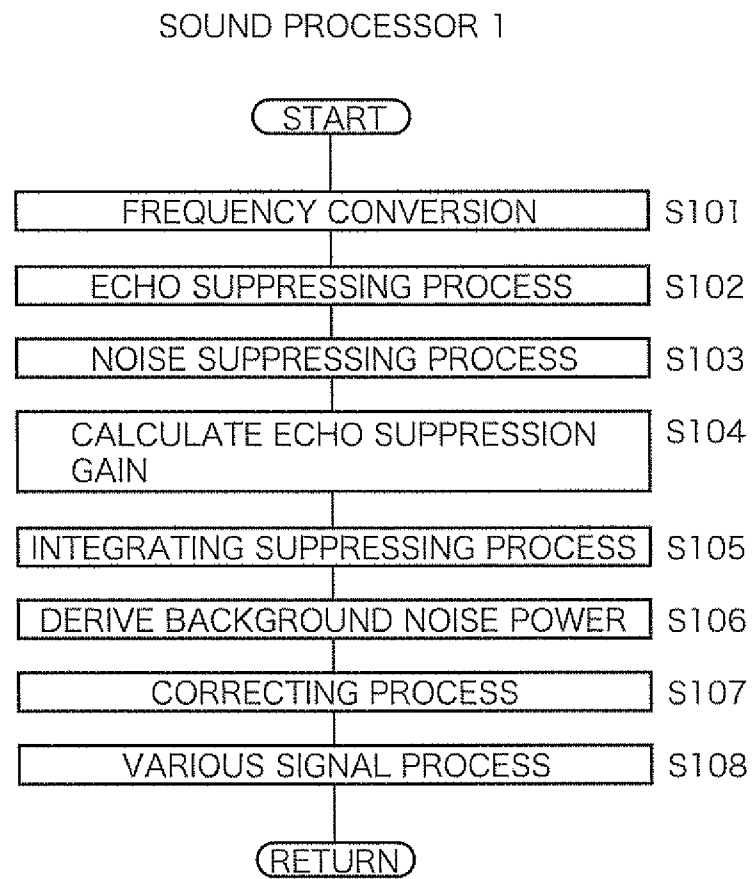 SOUND PROCESSOR 1
START
FREQUENCY CONVERSION S101
ECHO SUPPRESSING PROCESS S102
NOISE SUPPRESSING PROCESS S103
CALCULATE ECHO SUPPRESSION S104
GAIN
INTEGRATING SUPPRESSING PROCESS S105
DERIVE BACKGROUND NOISE POWER S106
CORRECTING PROCESS S107
VARIOUS SIGNAL PROCESS S108
RETURN